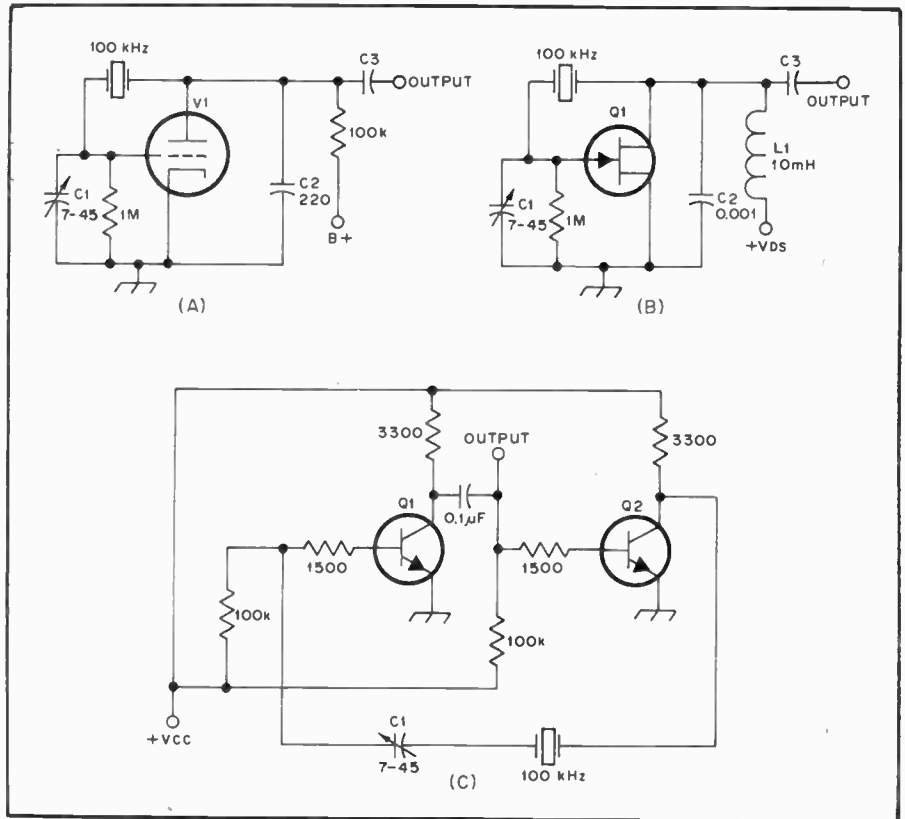 100 kHz
C3
OUTPUT
V1
100k
C1
7-45
1M
C2
220
B+
(A)
100 kHz
C3
OUTPUT
Q1
L1
10mH
C1
7-45
1M
C2
0.001
+VDS
(B)
3300
OUTPUT
3300
Q1
0.1µF
Q2
1500
1500
100k
100k
+VCC
C1
7-45
100 kHz
(C)